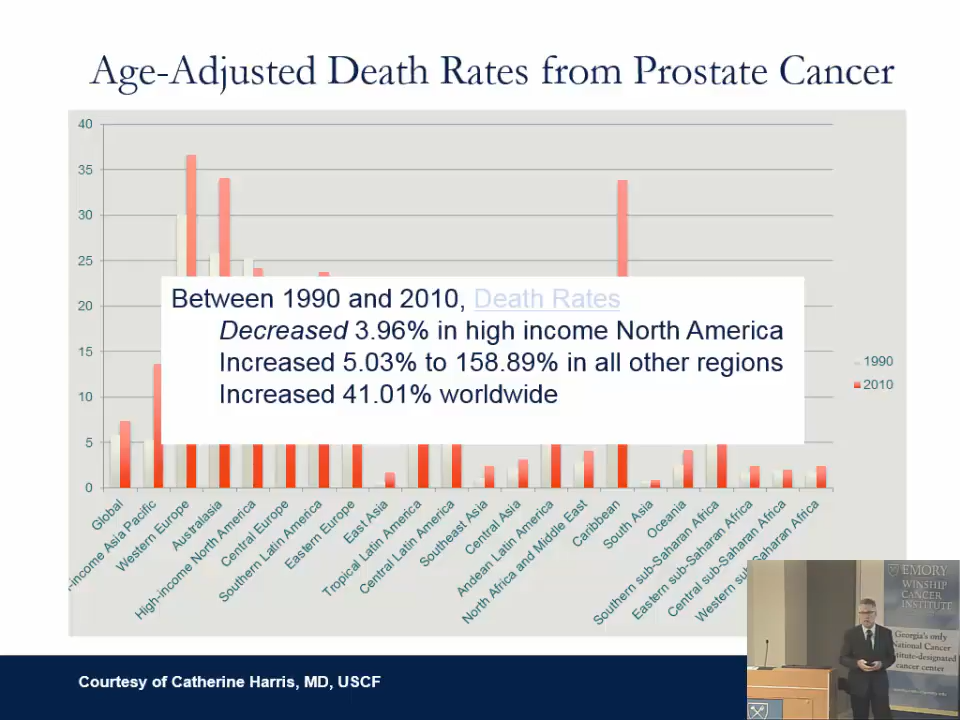 Age-Adjusted Death Rates from Prostate Cancer
40
35
30
25
20
15
10
5
0
Between 1990 and 2010, Death Rates
Decreased 3.96% in high income North America
Increased 5.03% to 158.89% in all other regions
Increased 41.01% worldwide
1990
2010
Global
-income Asia Pacific
Western Europe
Australasia
High-income North America
Central Europe
Southern Latin America
Eastern Europe
East Asia
Tropical Latin America
Central Latin America
Southeast Asia
Central Asia
Andean Latin America
North Africa and Middle East
Caribbean
South Asia
Oceania
Southern sub-Saharan Africa
Eastern sub-Saharan Africa
Central sub-Saharan Africa
Western sub-Saharan Africa
EMORY
WINSHIP
CANCER
INSTITUTE
Georgia's only
National Cancer
stitute-designated
cancer center
Courtesy of Catherine Harris, MD, USCF